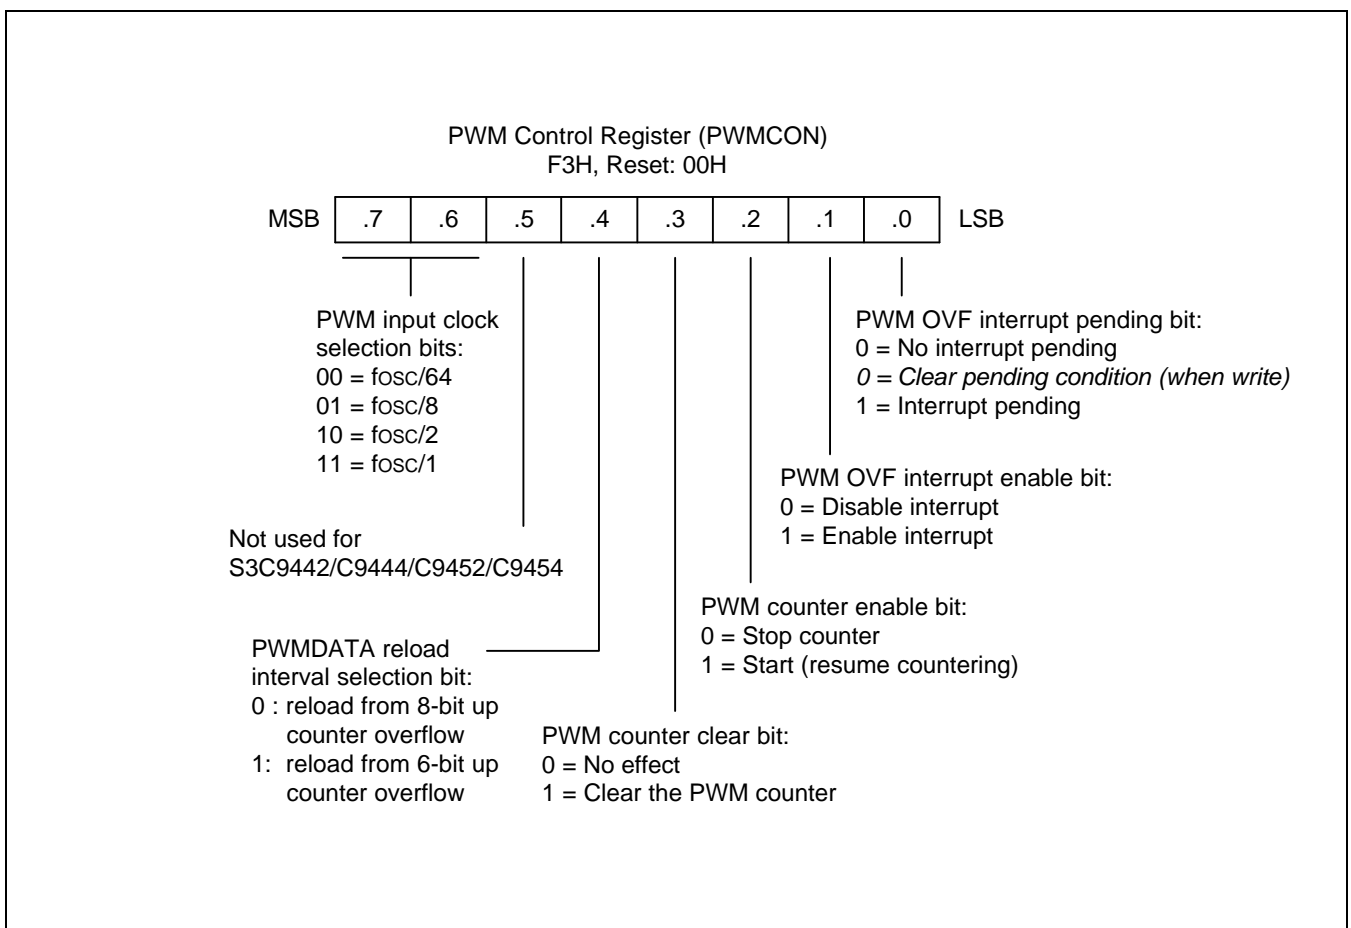 PWM Control Register (PWMCON)
F3H, Reset: 00H
MSB .7 .6 .5 .4 .3 .2 .1 .0 LSB
PWM input clock
selection bits:
00 = fOSC/64
01 = fOSC/8
10 = fOSC/2
11 = fOSC/1
PWM OVF interrupt pending bit:
0 = No interrupt pending
0 = Clear pending condition (when write)
1 = Interrupt pending
PWM OVF interrupt enable bit:
0 = Disable interrupt
1 = Enable interrupt
Not used for
S3C9442/C9444/C9452/C9454
PWM counter enable bit:
0 = Stop counter
1 = Start (resume countering)
PWMDATA reload
interval selection bit:
0 : reload from 8-bit up
counter overflow
1: reload from 6-bit up
counter overflow
PWM counter clear bit:
0 = No effect
1 = Clear the PWM counter